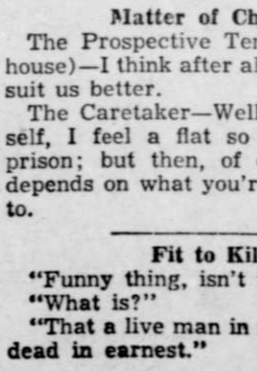 Matter of Ch
The Prospective Ten
house)—I think after al
suit us better.
The Caretaker—Well
self, I feel a flat so
prison; but then, of
depends on what you'r
to.
Fit to Kil
"Funny thing, isn't
"What is?"
"That a live man in
dead in earnest."